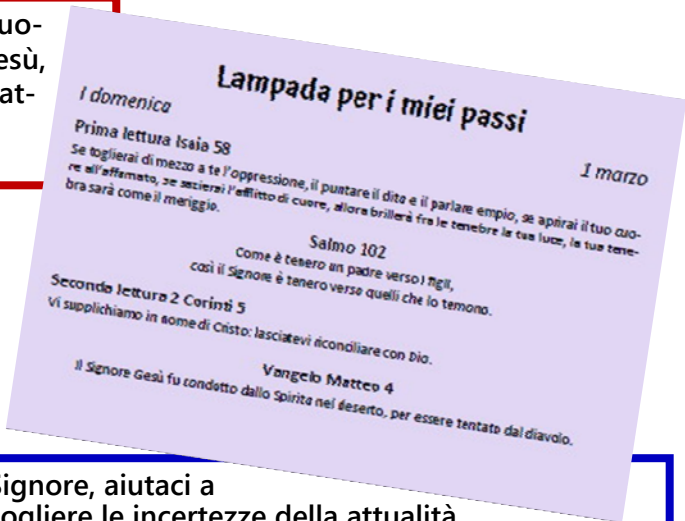 uo-
esù,
at-
Lampada per i miei passi
I domenica
1 marzo
Prima lettura Isaia 58
Se toglierai di mezzo a te l'oppressione, il puntare il dito e il parlare empio, se aprirai il tuo cuo-
re all'affamato, se sazierai l'afflitto di cuore, allora brillerà fra le tenebre la tua luce, la tua tene-
bra sarà come il meriggio.
Salmo 102
Come è tenero un padre verso i figli,
così il Signore è tenero verso quelli che lo temono.
Seconda lettura 2 Corinti 5
Vi supplichiamo in nome di Cristo: lasciatevi riconciliare con Dio.
Vangelo Matteo 4
Il Signore Gesù fu condotto dallo Spirito nel deserto, per essere tentato dal diavolo.
Signore, aiutaci a
cogliere le incertezze della attualità